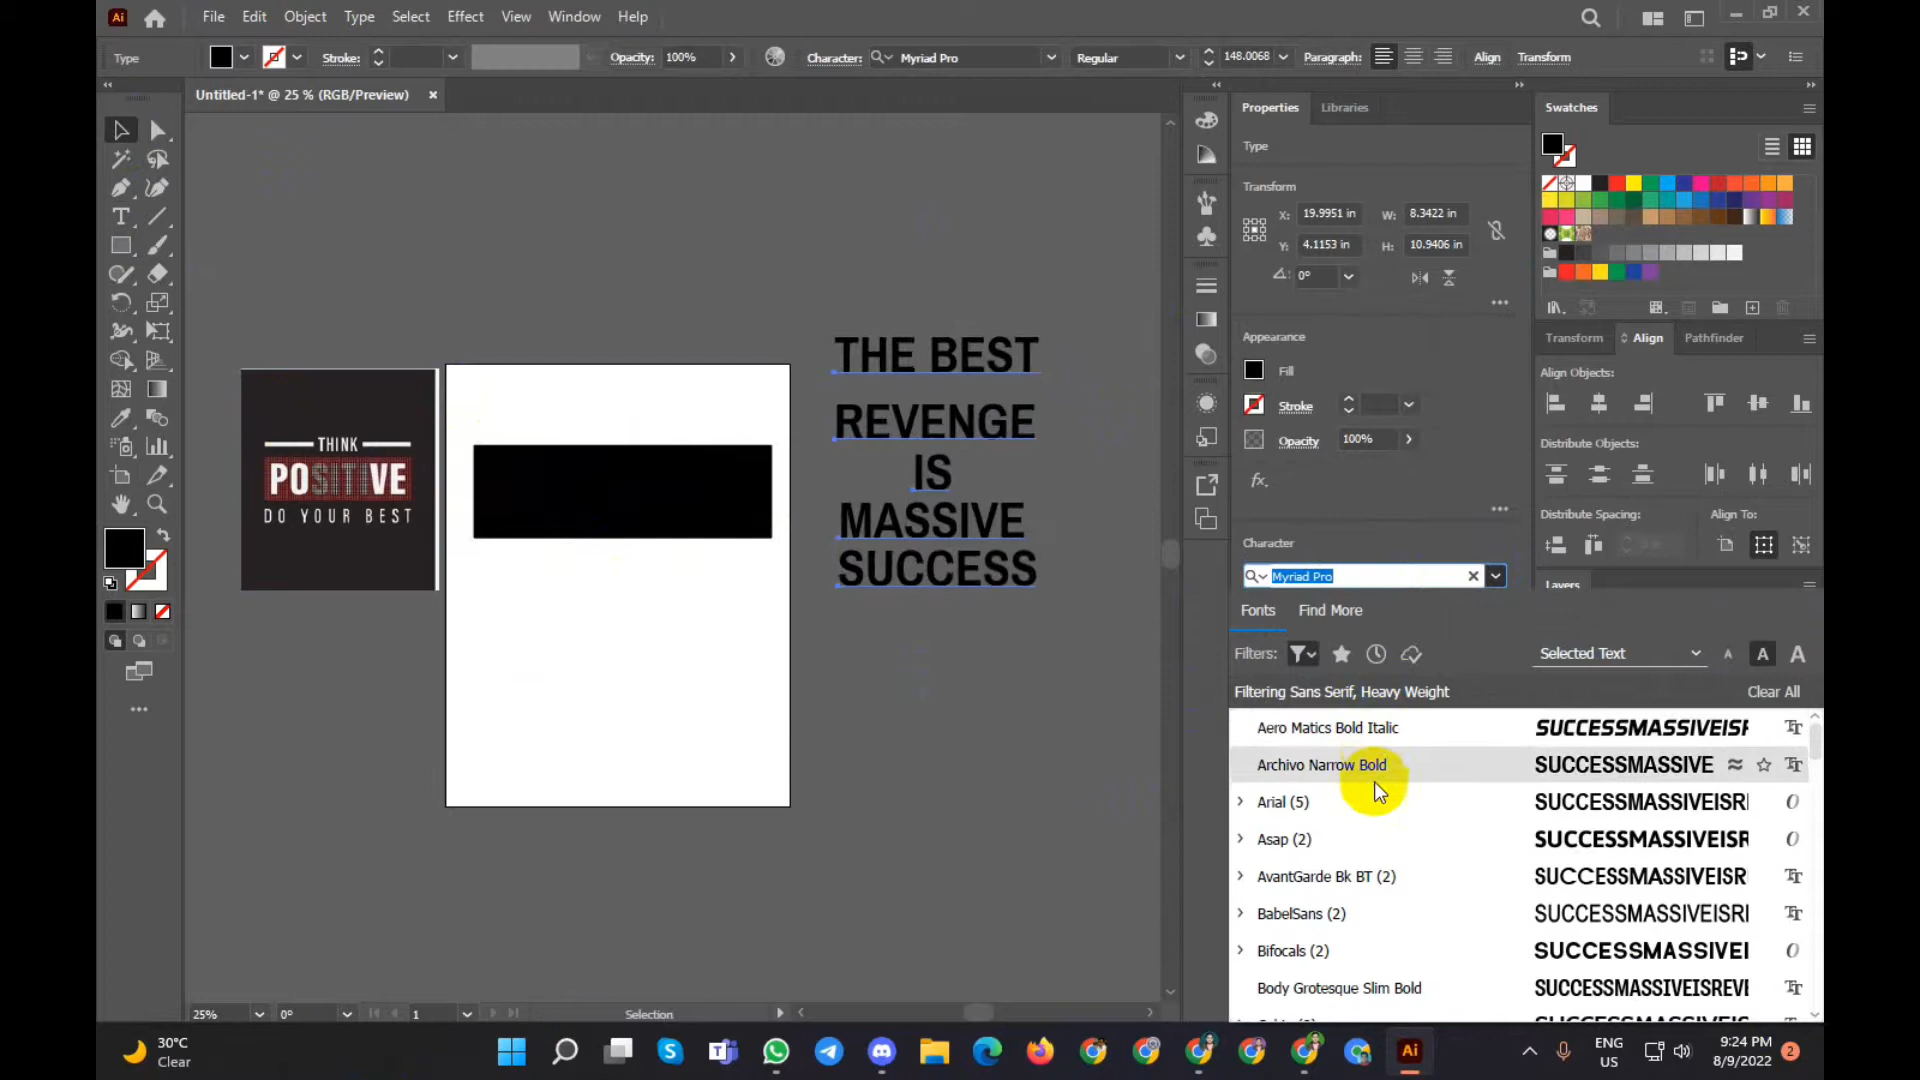 Ai File Edit Object Type Select Effect View Window Help
Type Stroke: Opacity: 100% Character: Myriad Pro Regular 148.0068 Paragraph: Align Transform
Untitled-1* @ 25 % (RGB/Preview)
Properties Libraries Swatches
Type
Transform
X: 19.9951 in W: 8.3422 in
Y: 4.1153 in H: 10.9406 in
0°
Appearance
Fill
Stroke
Opacity 100%
fx.
Character
Myriad Pro
Transform Align Pathfinder
Align Objects:
Distribute Objects:
Distribute Spacing: Align To:
Layers
THINK
POSITIVE
DO YOUR BEST
THE BEST
REVENGE
IS
MASSIVE
SUCCESS
Fonts Find More
Filters: Selected Text A A A
Filtering Sans Serif, Heavy Weight Clear All
Aero Matics Bold Italic SUCCESSMASSIVEISR
Archivo Narrow Bold SUCCESSMASSIVE
Arial (5) SUCCESSMASSIVEISRI
Asap (2) SUCCESSMASSIVEISR
AvantGarde Bk BT (2) SUCCESSMASSIVEISRI
BabelSans (2) SUCCESSMASSIVEISRI
Bifocals (2) SUCCESSMASSIVEI
Body Grotesque Slim Bold SUCCESSMASSIVEISREVE
25% 0° 1 Selection
30°C
Clear
ENG
US
9:24 PM
8/9/2022
2